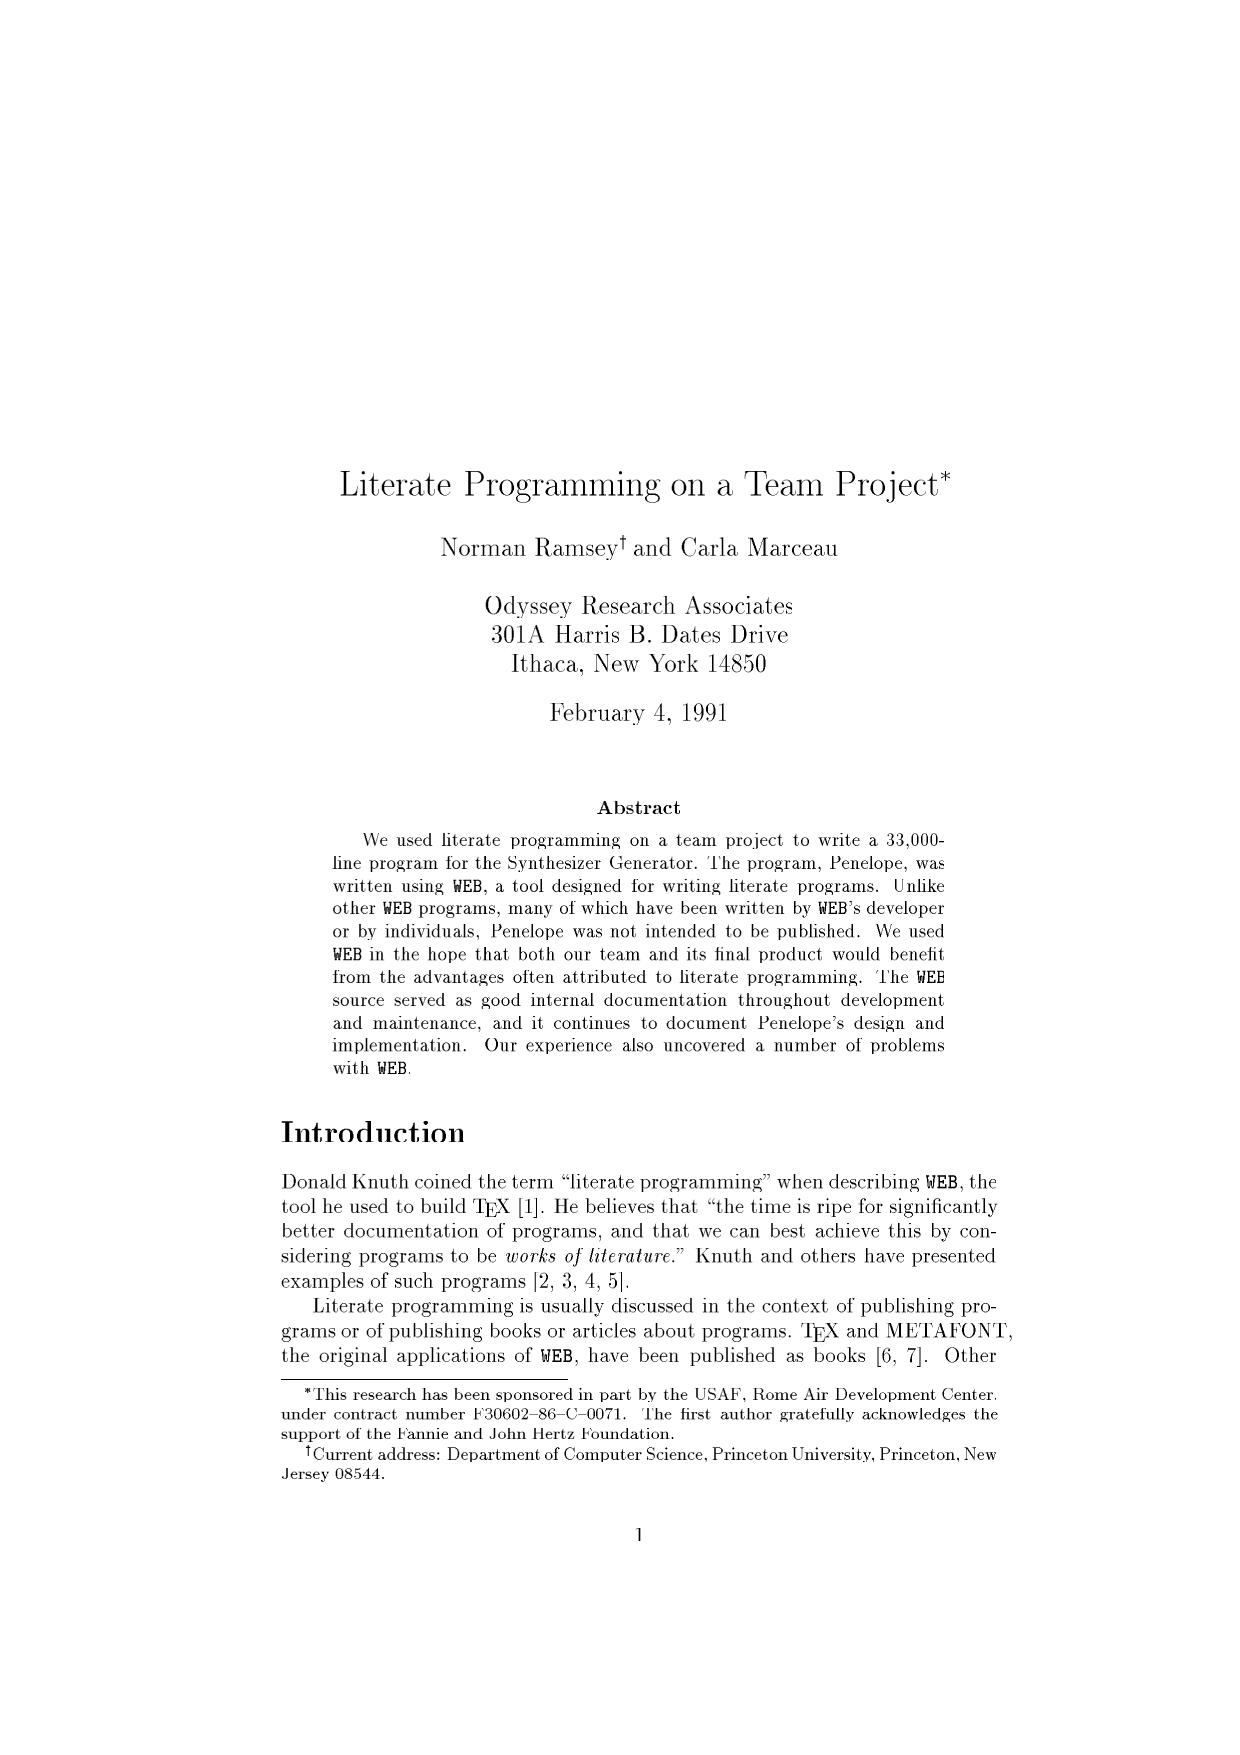 Literate Programming on a Team Project*
Norman Ramsey† and Carla Marceau
Odyssey Research Associates
301A Harris B. Dates Drive
Ithaca, New York 14850
February 4, 1991
Abstract
We used literate programming on a team project to write a 33,000-
line program for the Synthesizer Generator. The program, Penelope, was
written using WEB, a tool designed for writing literate programs. Unlike
other WEB programs, many of which have been written by WEB's developer
or by individuals, Penelope was not intended to be published. We used
WEB in the hope that both our team and its final product would benefit
from the advantages often attributed to literate programming. The WEB
source served as good internal documentation throughout development
and maintenance, and it continues to document Penelope's design and
implementation. Our experience also uncovered a number of problems
with WEB.
Introduction
Donald Knuth coined the term “literate programming” when describing WEB, the
tool he used to build TEX [1]. He believes that “the time is ripe for significantly
better documentation of programs, and that we can best achieve this by con-
sidering programs to be works of literature.” Knuth and others have presented
examples of such programs [2, 3, 4, 5].
Literate programming is usually discussed in the context of publishing pro-
grams or of publishing books or articles about programs. TEX and METAFONT,
the original applications of WEB, have been published as books [6, 7]. Other
*This research has been sponsored in part by the USAF, Rome Air Development Center,
under contract number F30602–86–C–0071. The first author gratefully acknowledges the
support of the Fannie and John Hertz Foundation.
†Current address: Department of Computer Science, Princeton University, Princeton, New
Jersey 08544.
1